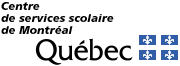 Centre
de services scolaire
de Montréal
Québec